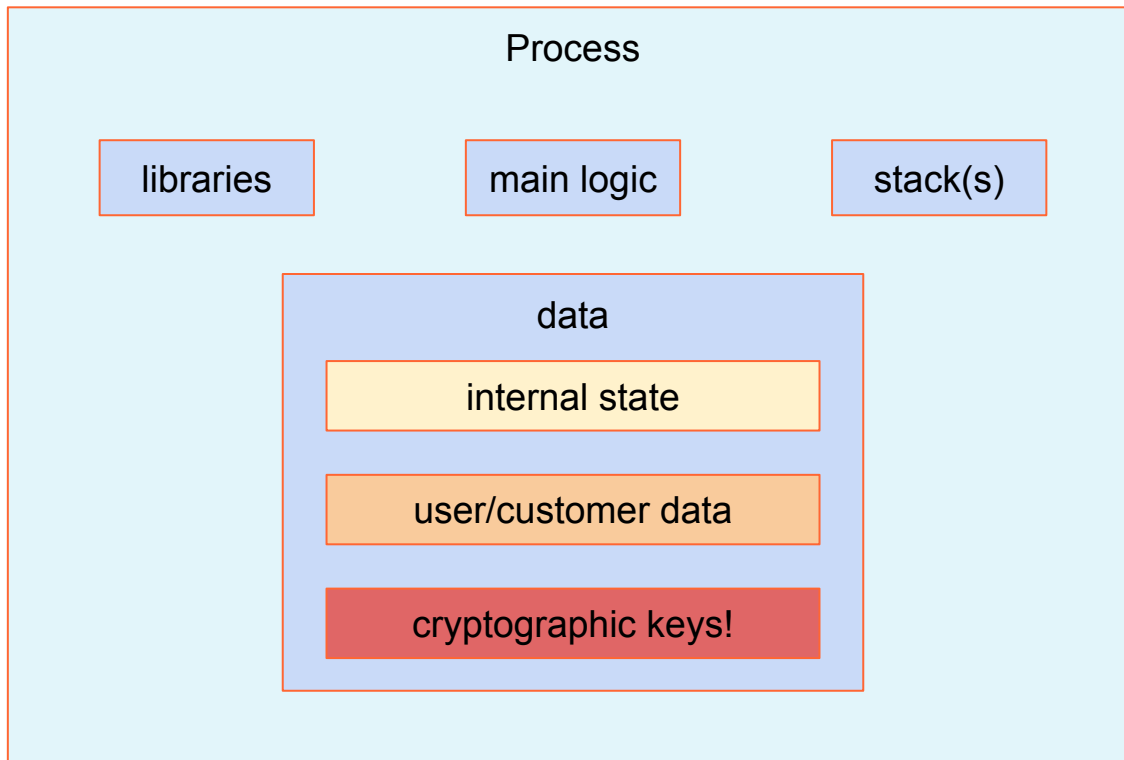 Process
libraries
main logic
stack(s)
data
internal state
user/customer data
cryptographic keys!